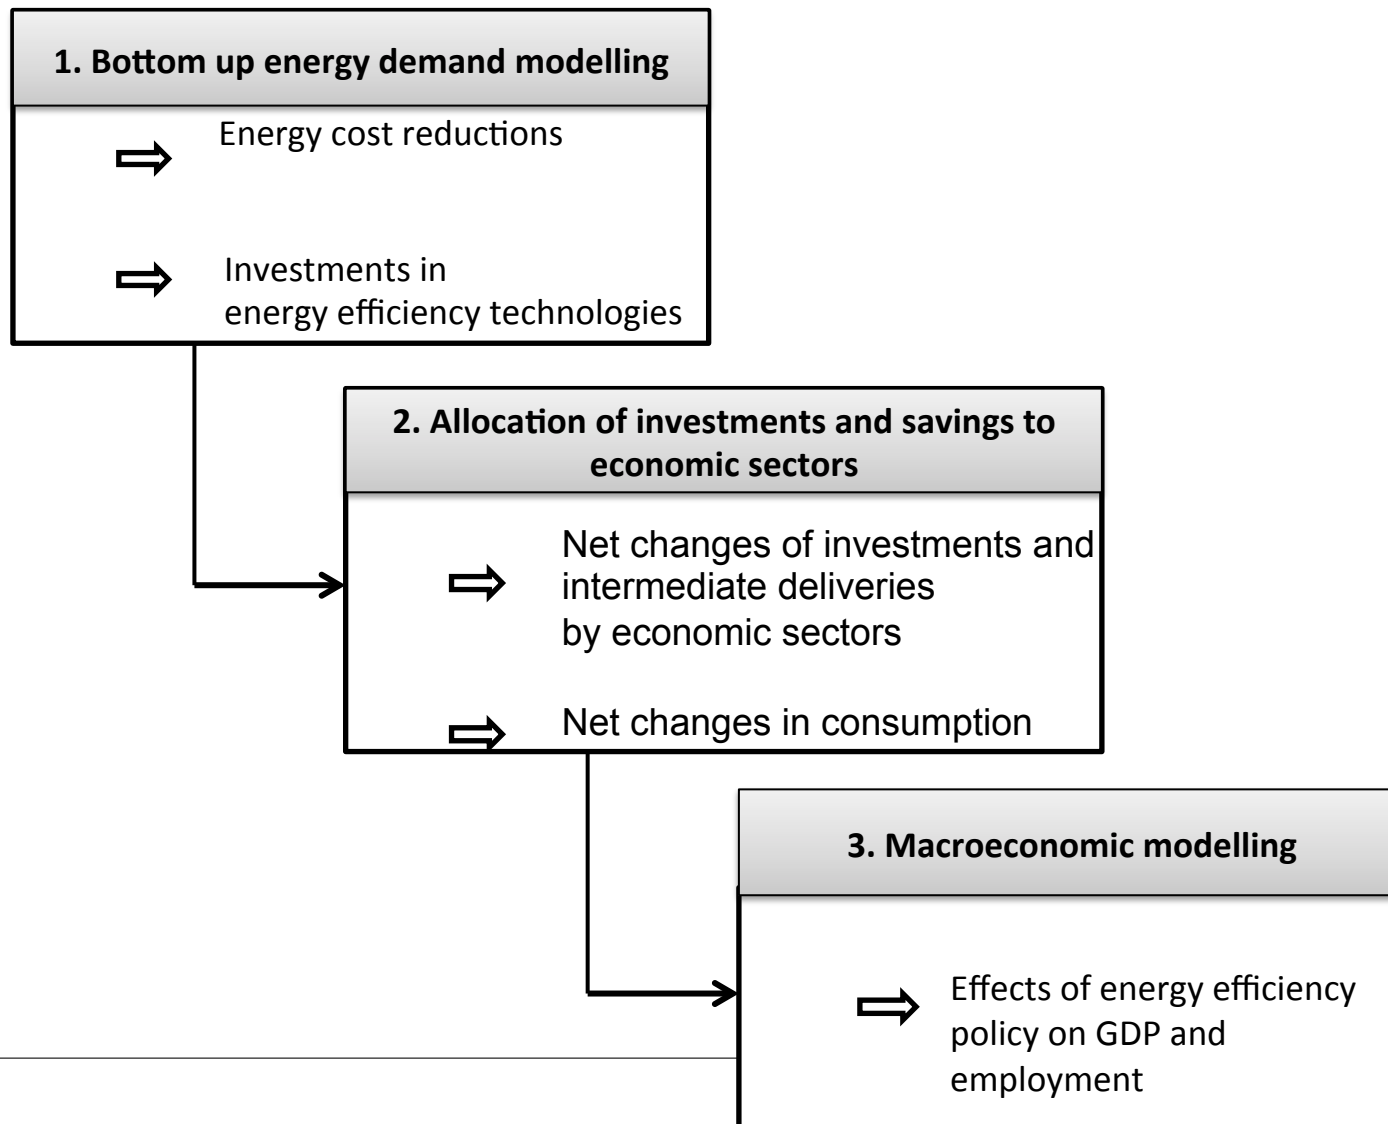 1. Bottom up energy demand modelling
Energy cost reductions
Investments in
energy efficiency technologies
2. Allocation of investments and savings to
economic sectors
Net changes of investments and
intermediate deliveries
by economic sectors
Net changes in consumption
3. Macroeconomic modelling
Effects of energy efficiency
policy on GDP and
employment